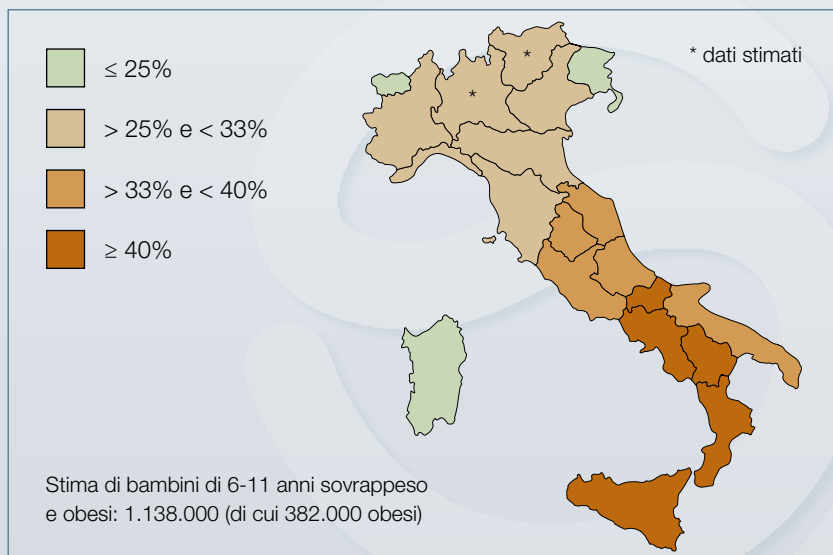 ≤ 25%
> 25% e < 33%
> 33% e < 40%
≥ 40%
* dati stimati
*
*
Stima di bambini di 6-11 anni sovrappeso
e obesi: 1.138.000 (di cui 382.000 obesi)